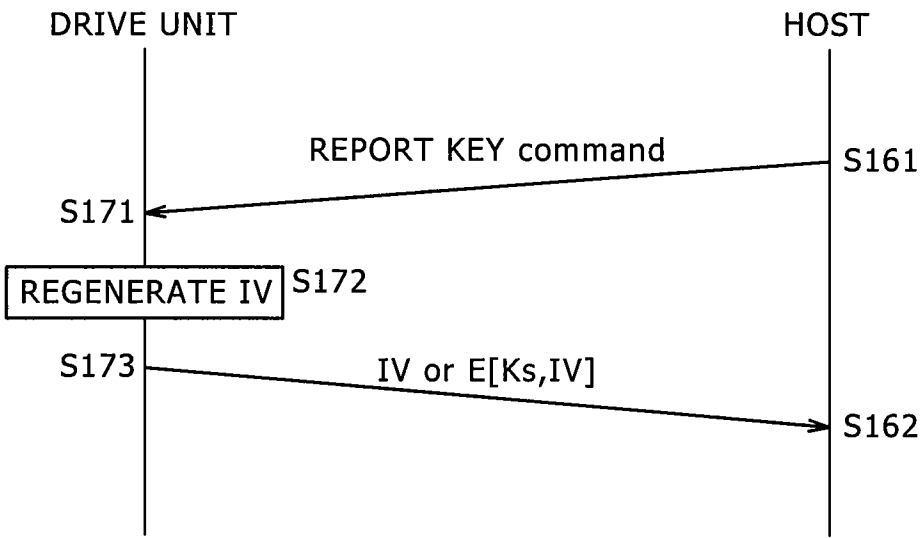 DRIVE UNIT
HOST
REPORT KEY command
S161
S171
REGENERATE IV
S172
S173
IV or E[Ks,IV]
S162